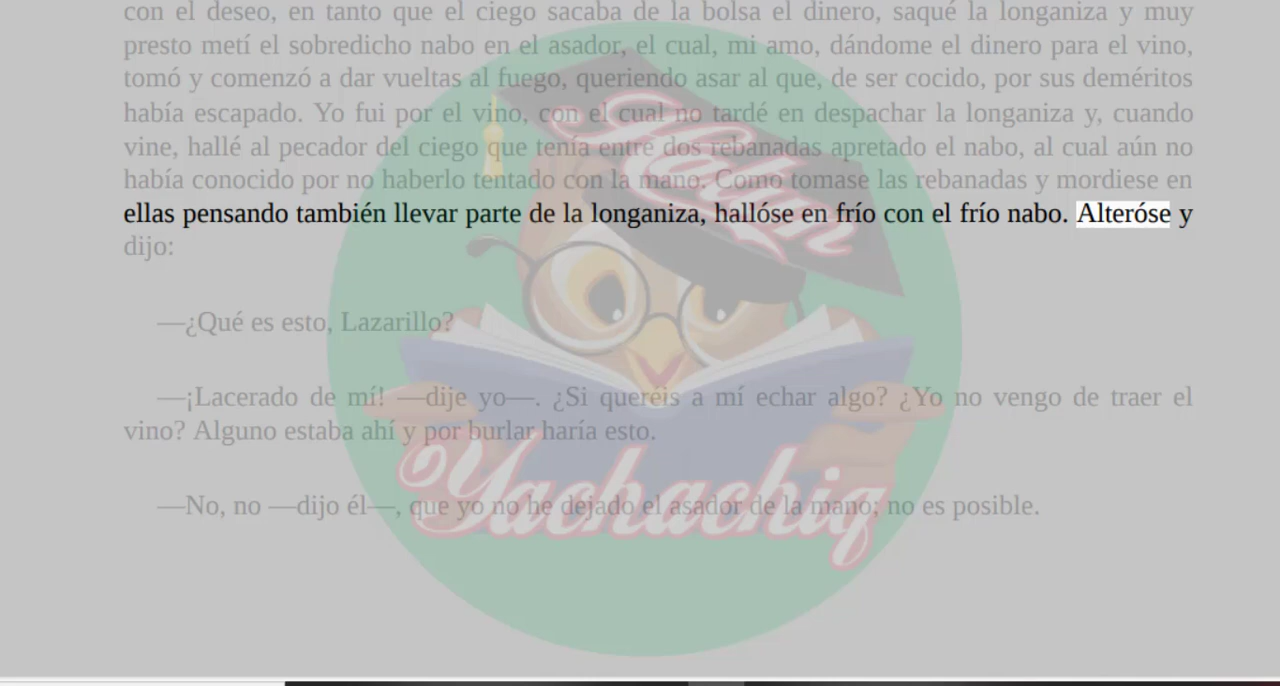 con el deseo, en tanto que el ciego sacaba de la bolsa el dinero, saqué la longaniza y muy
presto metí el sobredicho nabo en el asador, el cual, mi amo, dándome el dinero para el vino,
tomó y comenzó a dar vueltas al fuego, queriendo asar al que, de ser cocido, por sus deméritos
había escapado. Yo fui por el vino, con el cual no tardé en despachar la longaniza y, cuando
vine, hallé al pecador del ciego que tenía entre dos rebanadas apretado el nabo, al cual aún no
había conocido por no haberlo tentado con la mano. Como tomase las rebanadas y mordiese en
ellas pensando también llevar parte de la longaniza, hallóse en frío con el frío nabo. Alteróse y
dijo:
—¿Qué es esto, Lazarillo?
—¡Lacerado de mí! —dije yo—. ¿Si queréis a mí echar algo? ¿Yo no vengo de traer el
vino? Alguno estaba ahí y por burlar haría esto.
—No, no —dijo él—, que yo no he dejado el asador de la mano; no es posible.
Yachachiq